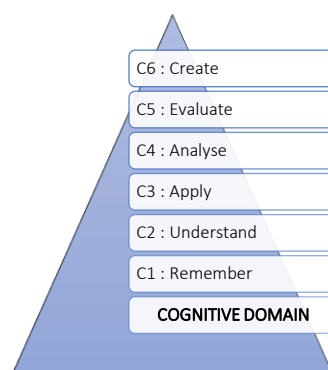 C6 : Create
C5 : Evaluate
C4 : Analyse
C3 : Apply
C2 : Understand
C1 : Remember
COGNITIVE DOMAIN